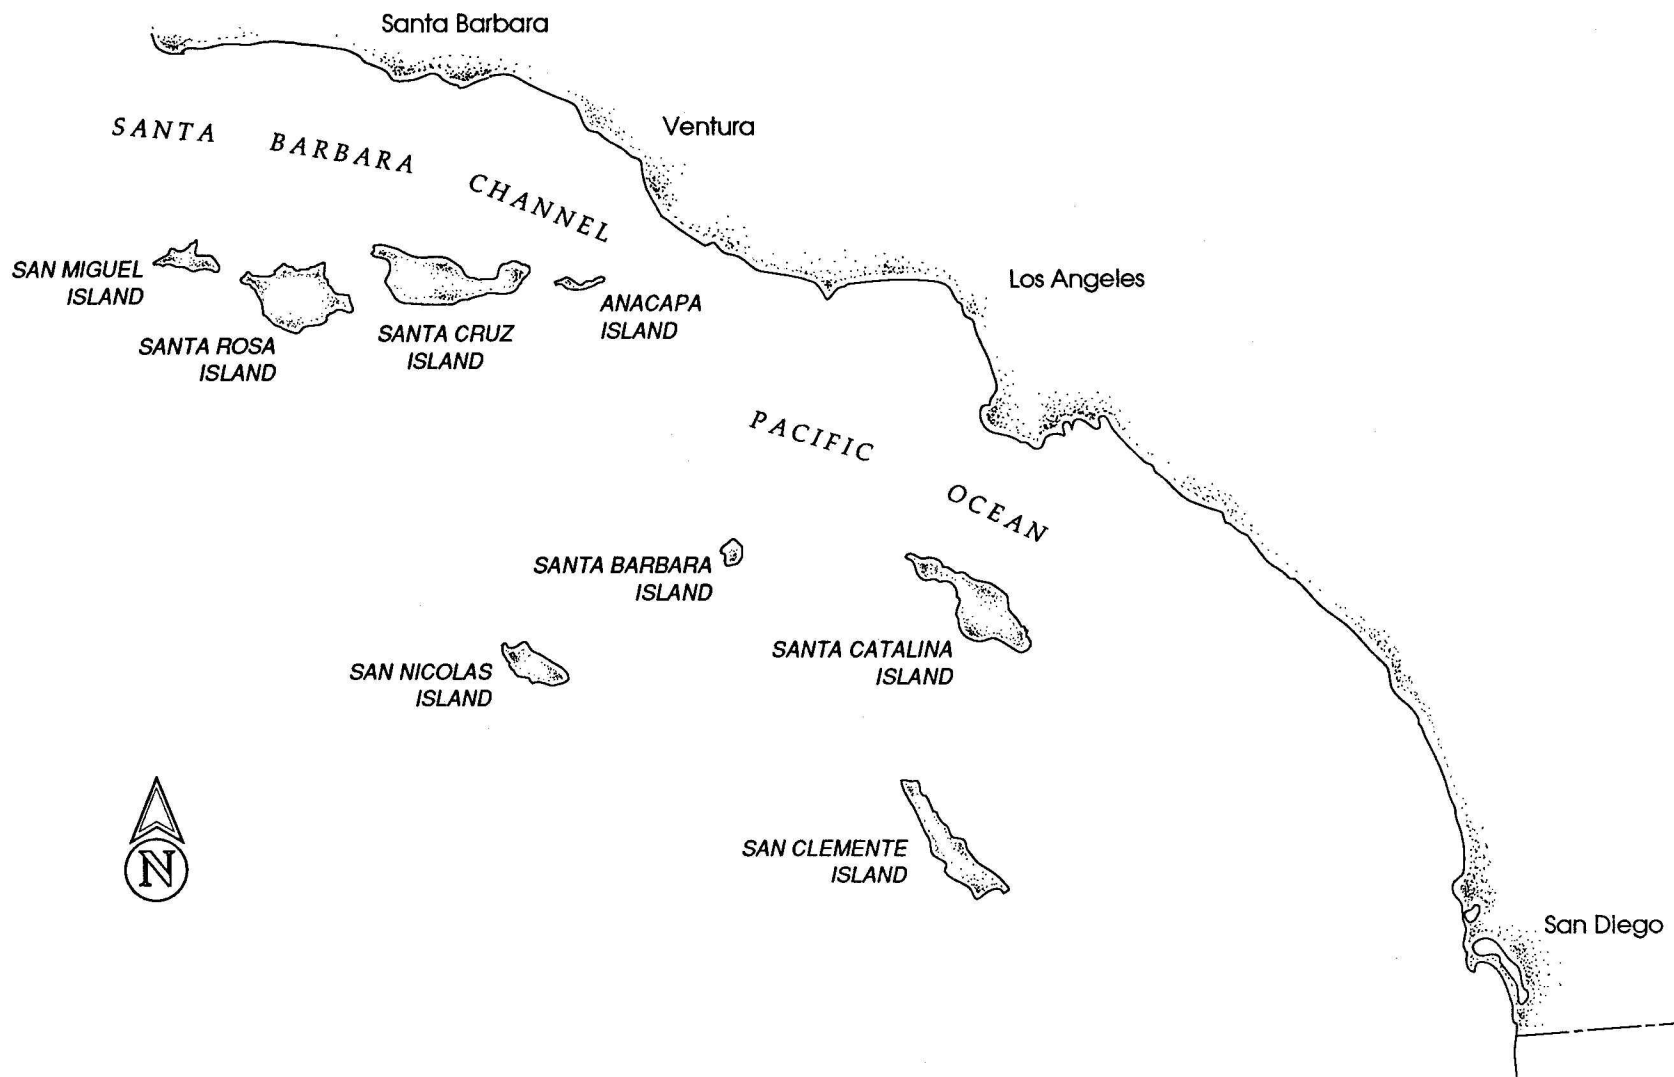 Santa Barbara
Ventura
SANTA BARBARA CHANNEL
Los Angeles
SAN MIGUEL
ISLAND
SANTA ROSA
ISLAND
SANTA CRUZ
ISLAND
ANACAPA
ISLAND
PACIFIC OCEAN
SANTA BARBARA
ISLAND
SANTA CATALINA
ISLAND
SAN NICOLAS
ISLAND
SAN CLEMENTE
ISLAND
N
San Diego